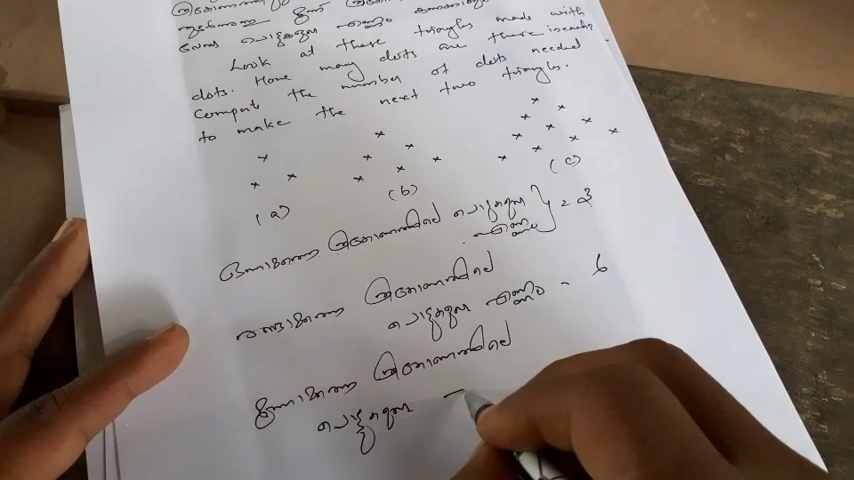 Look at these triangles made with
dots. How many dots are there in each
Compute the number of dots needed
to make the next two triangles.
(a)
(b)
(c)
ഒന്നാമത്തെ ത്രികോണത്തിലെ പൊട്ടുകളുടെ
എണ്ണം } = 3
രണ്ടാമത്തെ ത്രികോണത്തിലെ
പൊട്ടുകളുടെ എണ്ണം - 6
മൂന്നാമത്തെ ത്രികോണത്തിലെ
പൊട്ടുകളുടെ